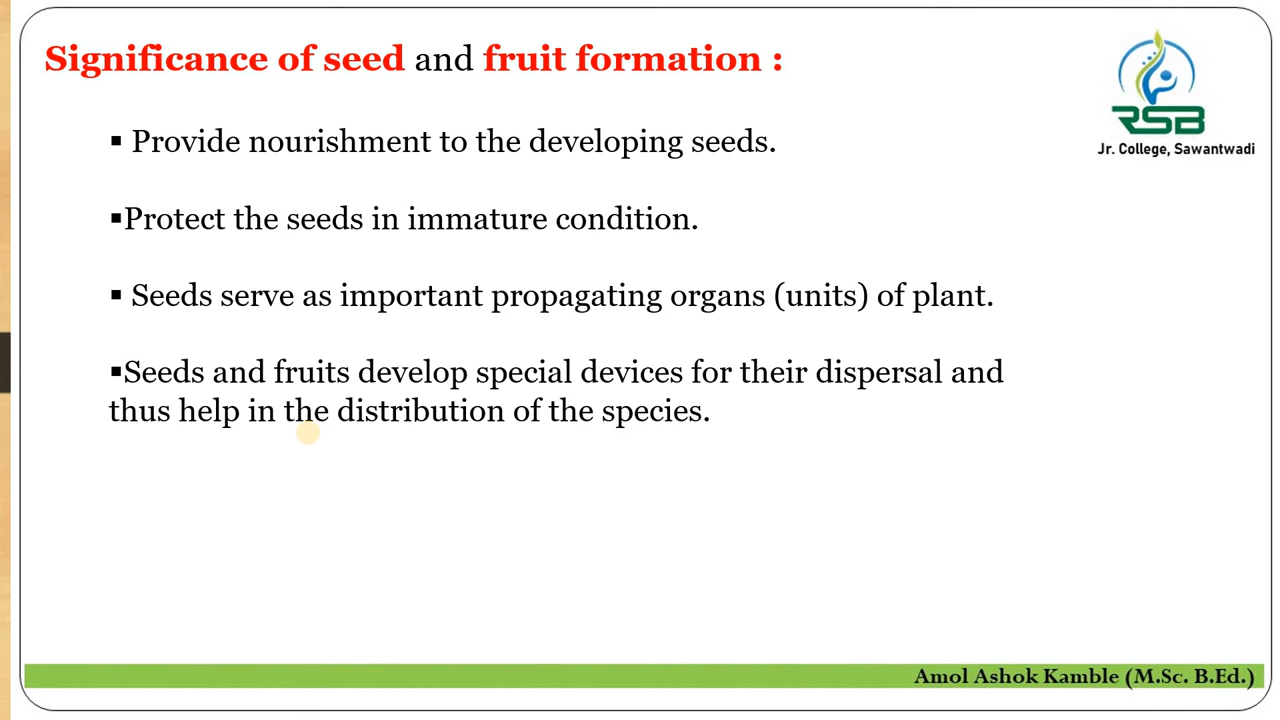 Significance of seed and fruit formation :
RSB
Jr. College, Sawantwadi
▪ Provide nourishment to the developing seeds.
▪Protect the seeds in immature condition.
▪ Seeds serve as important propagating organs (units) of plant.
▪Seeds and fruits develop special devices for their dispersal and
thus help in the distribution of the species.
Amol Ashok Kamble (M.Sc. B.Ed.)